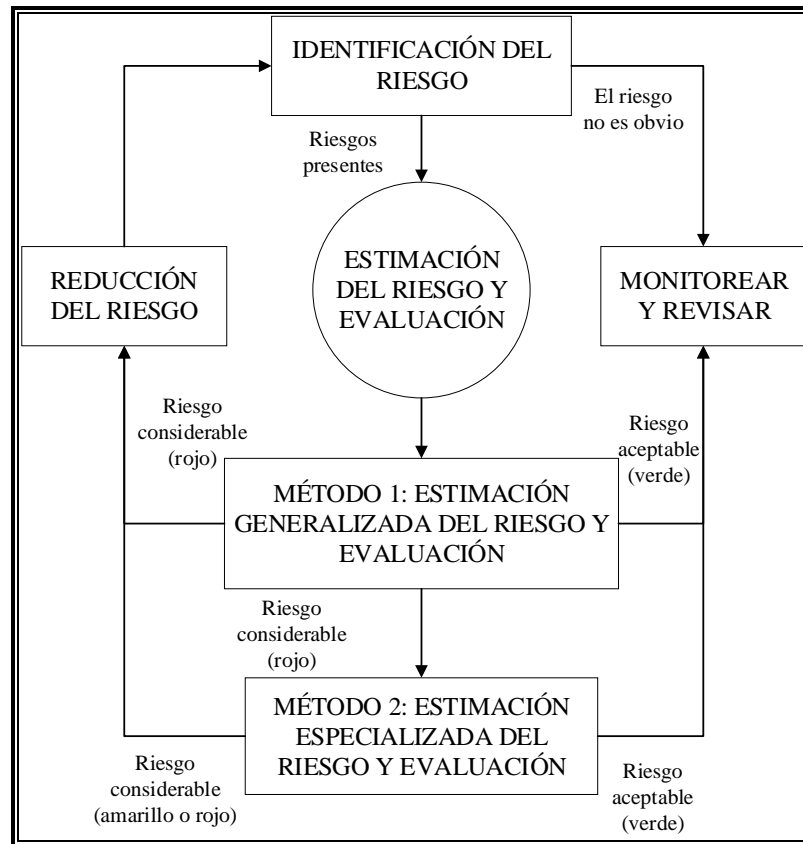 IDENTIFICACIÓN DEL
RIESGO
El riesgo
no es obvio
Riesgos
presentes
ESTIMACIÓN
DEL RIESGO Y
EVALUACIÓN
REDUCCIÓN
DEL RIESGO
MONITOREAR
Y REVISAR
Riesgo
considerable
(rojo)
Riesgo
aceptable
(verde)
MÉTODO 1: ESTIMACIÓN
GENERALIZADA DEL RIESGO Y
EVALUACIÓN
Riesgo
considerable
(rojo)
MÉTODO 2: ESTIMACIÓN
ESPECIALIZADA DEL
RIESGO Y EVALUACIÓN
Riesgo
considerable
(amarillo o rojo)
Riesgo
aceptable
(verde)